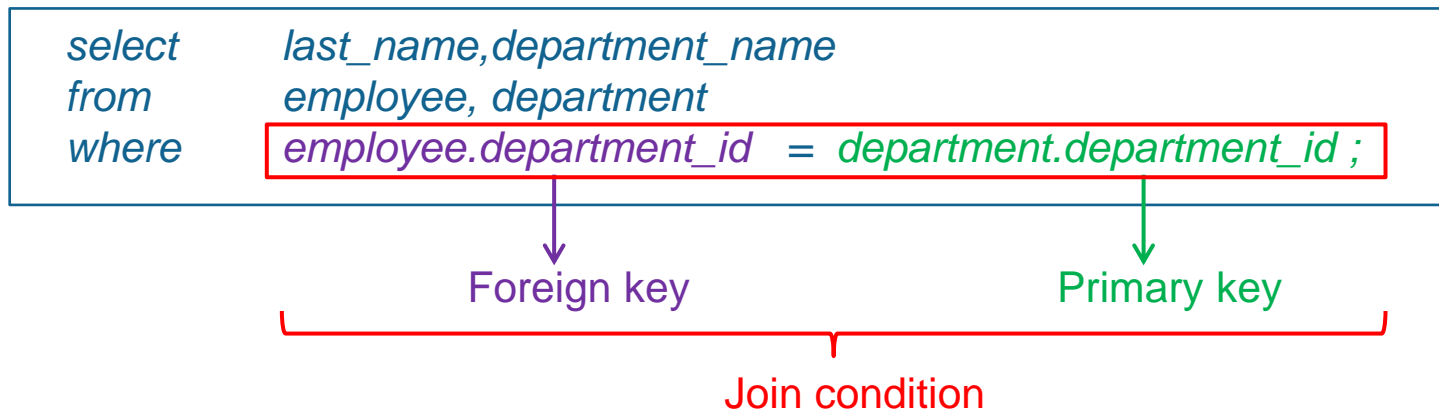 select last_name,department_name
from employee, department
where employee.department_id = department.department_id ;
Foreign key Primary key
Join condition